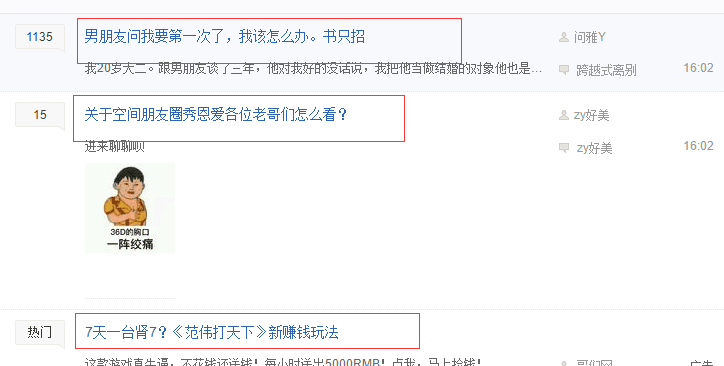 1135
男朋友问我要第一次了，我该怎么办。书只招
问雅Y
我20岁大二。跟男朋友谈了三年，他对我好的没话说，我把他当做结婚的对象他也是...
跨越式离别
16:02
15
关于空间朋友圈秀恩爱各位老哥们怎么看？
zy好美
进来聊聊呗
zy好美
16:02
36D的胸口
一阵绞痛
热门
7天一台肾7？《范伟打天下》新赚钱玩法
这款游戏真牛逼，不花钱还送钱！每小时送出5000RMB！点我，马上捡钱！
哥们网
广告